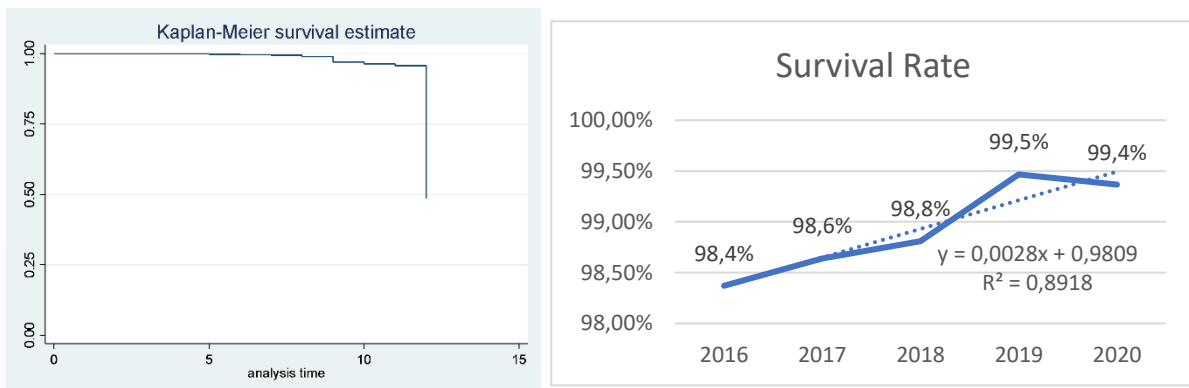 Kaplan-Meier survival estimate
1.00
0.75
0.50
0.25
0.00
0 5 10 15
analysis time
Survival Rate
100,00%
99,50%
99,00%
98,50%
98,00%
98,4%
98,6%
98,8%
99,5%
99,4%
y = 0,0028x + 0,9809
R² = 0,8918
2016 2017 2018 2019 2020